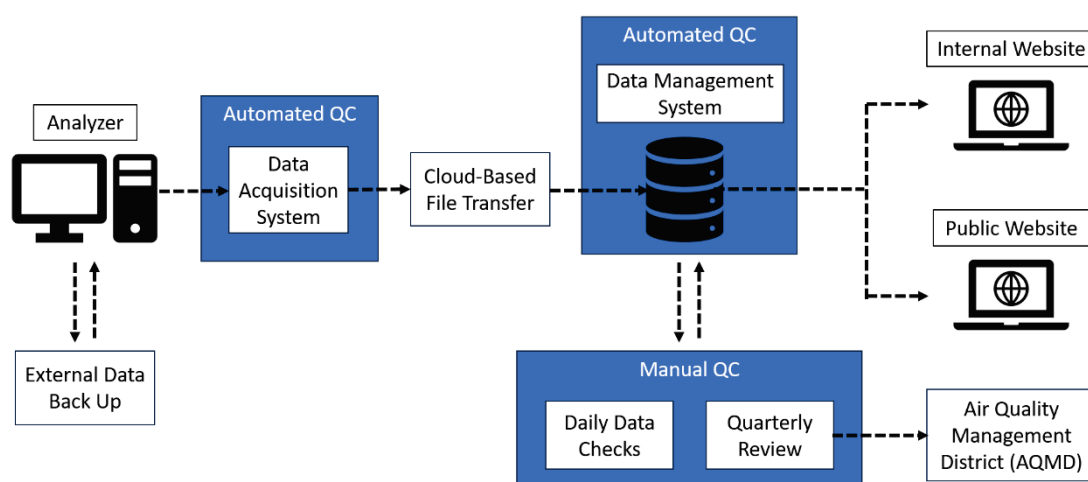 Analyzer
Automated QC
Data
Acquisition
System
Cloud-Based
File Transfer
Automated QC
Data Management
System
Internal Website
Public Website
External Data
Back Up
Manual QC
Daily Data
Checks
Quarterly
Review
Air Quality
Management
District (AQMD)